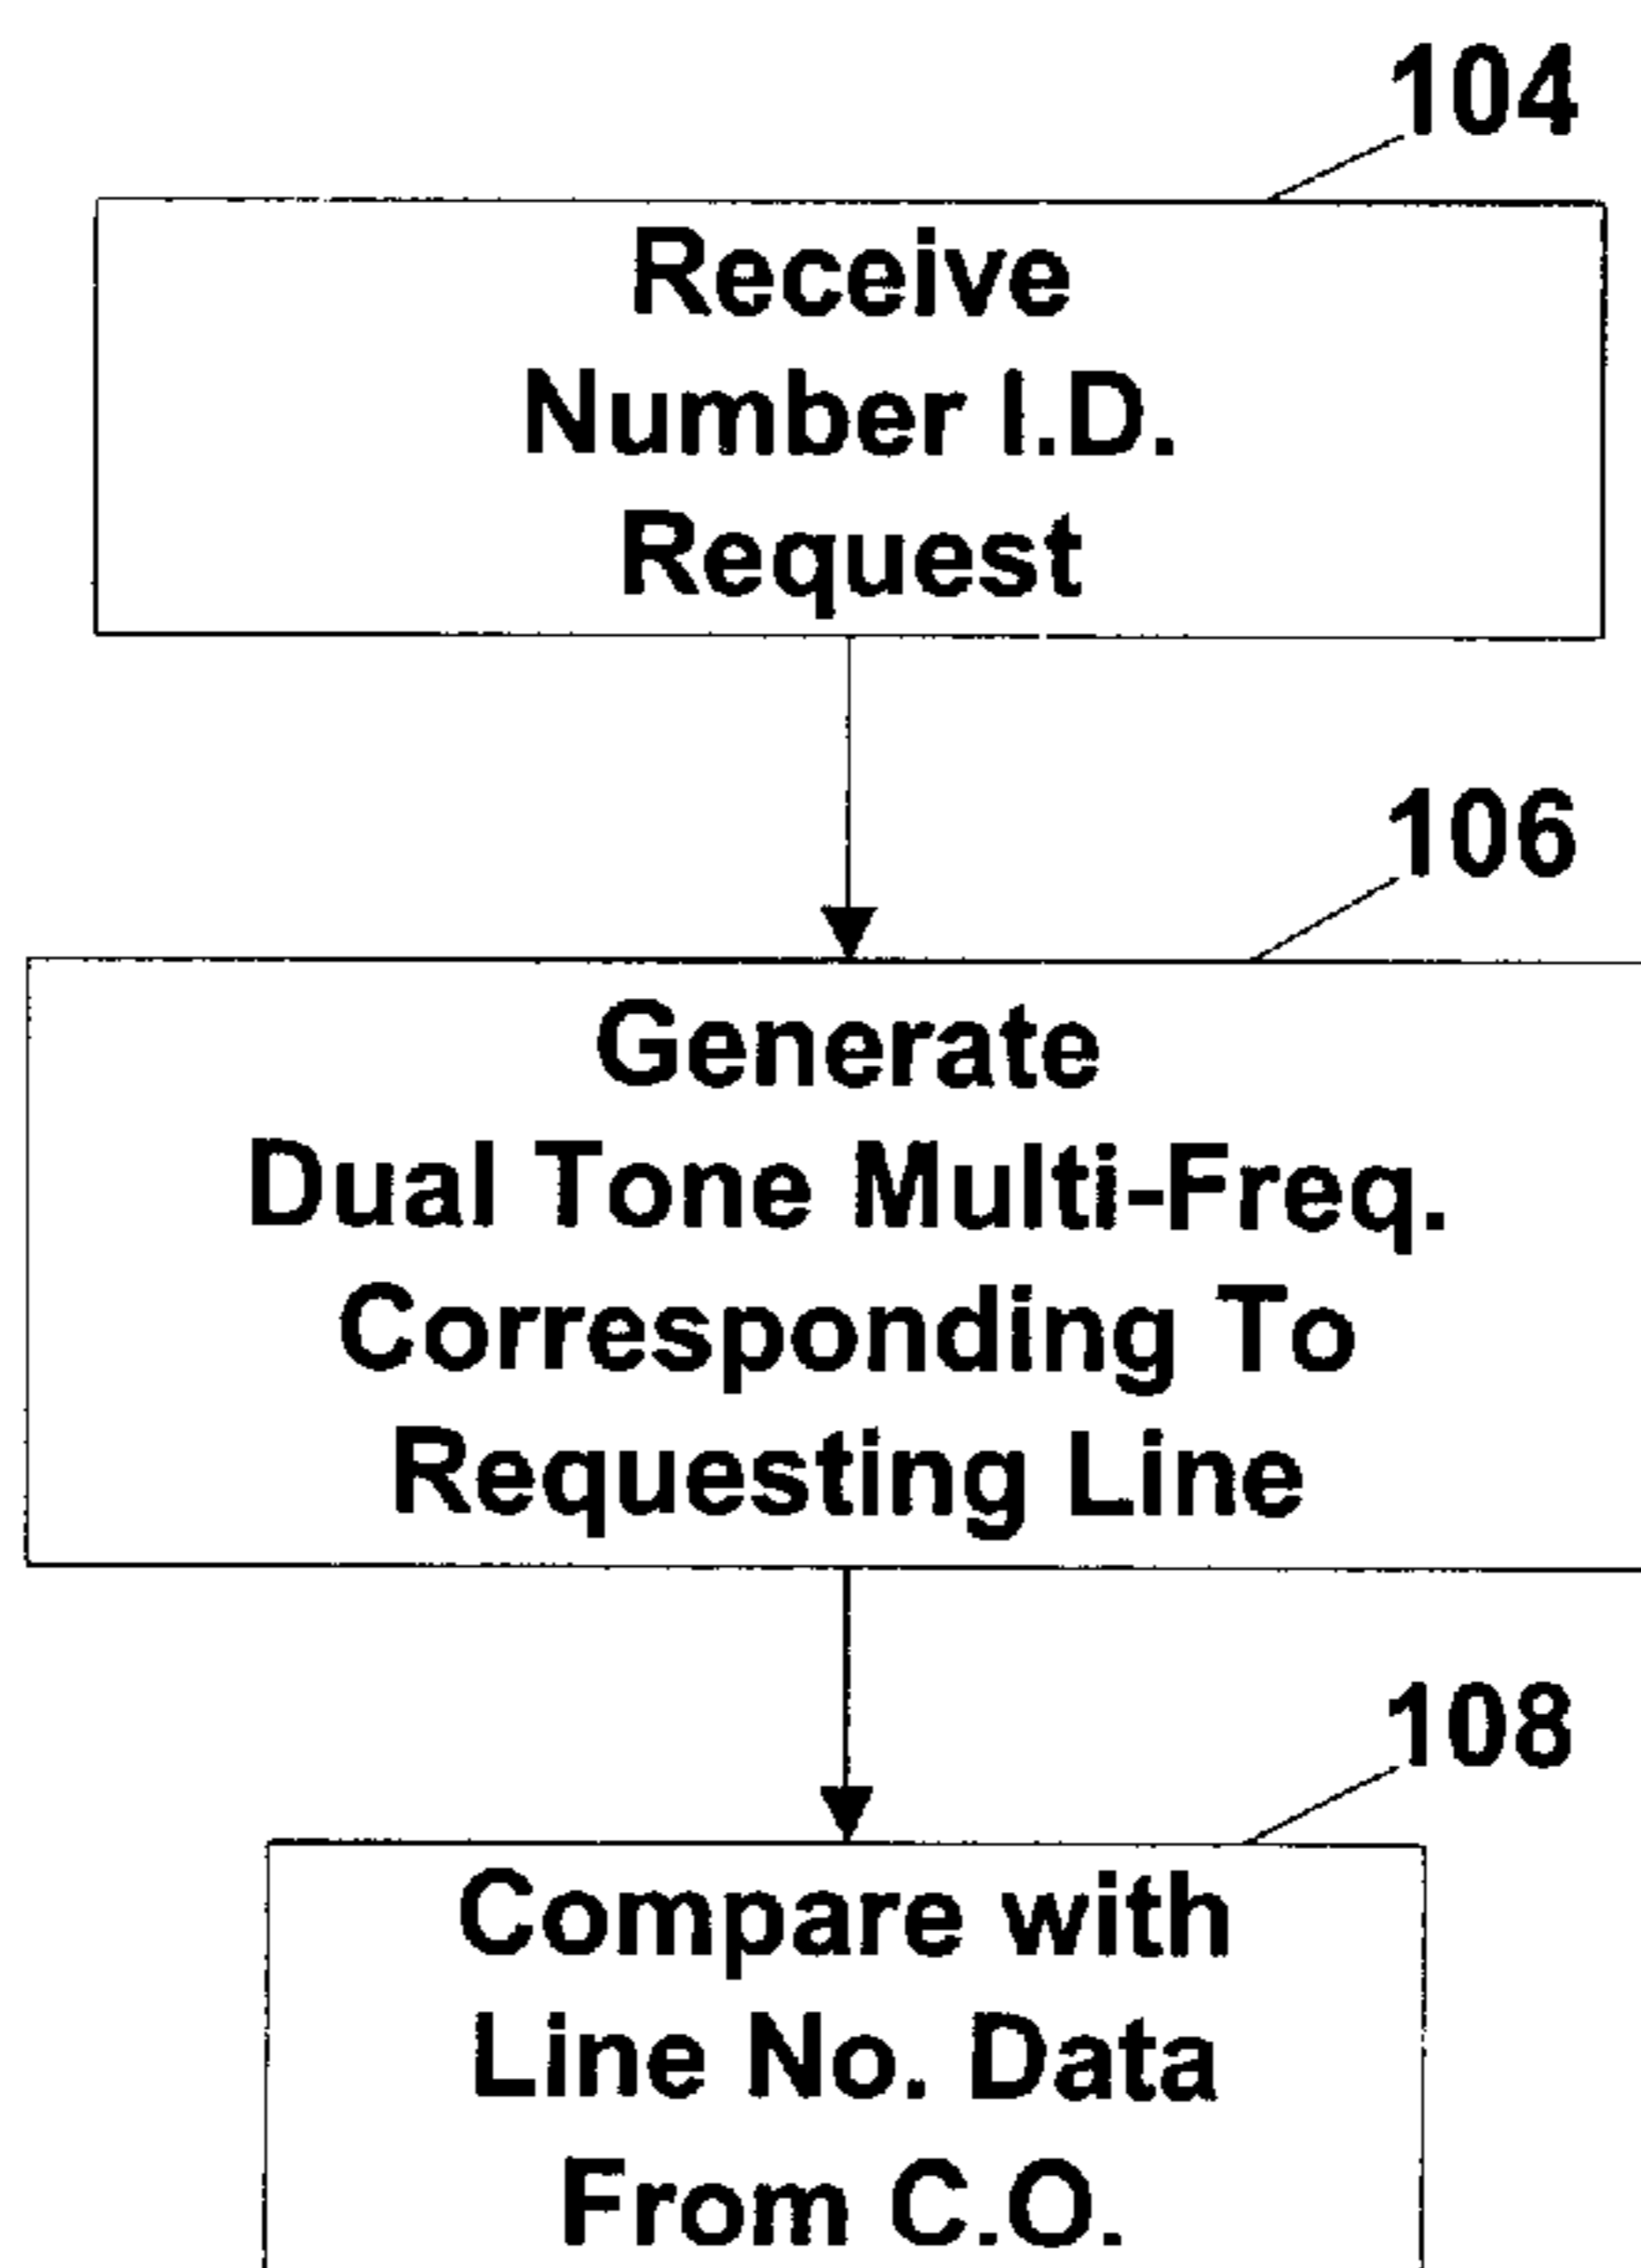 104
Receive
Number I.D.
Request
106
Generate
Dual Tone Multi-Freq.
Corresponding To
Requesting Line
108
Compare with
Line No. Data
From C.O.